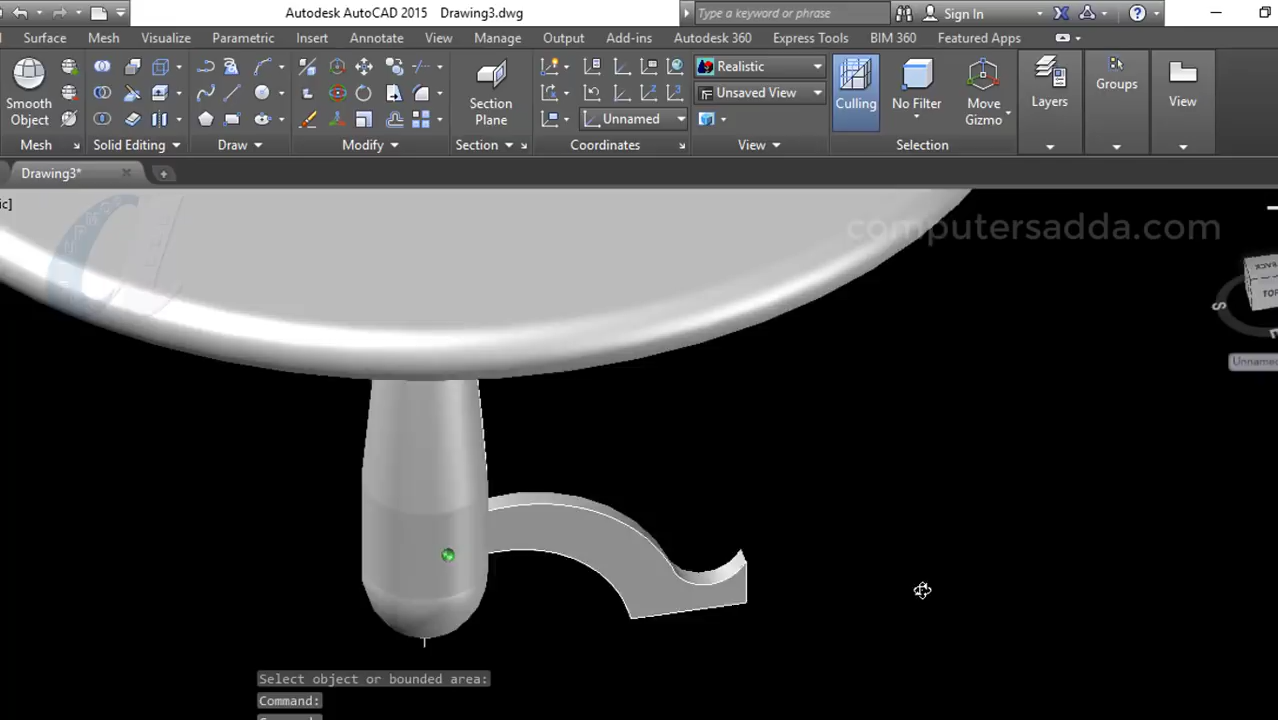 Autodesk AutoCAD 2015 Drawing3.dwg
Type a keyword or phrase
Sign In
Surface Mesh Visualize Parametric Insert Annotate View Manage Output Add-ins Autodesk 360 Express Tools BIM 360 Featured Apps
Smooth Object
Section Plane
Realistic
Unsaved View
Unnamed
Culling
No Filter
Move Gizmo
Layers
Groups
View
Mesh Solid Editing Draw Modify Section Coordinates View Selection
Drawing3*
ic]
computersadda.com
BACK
TOP
S
Unnamed
Select object or bounded area:
Command: